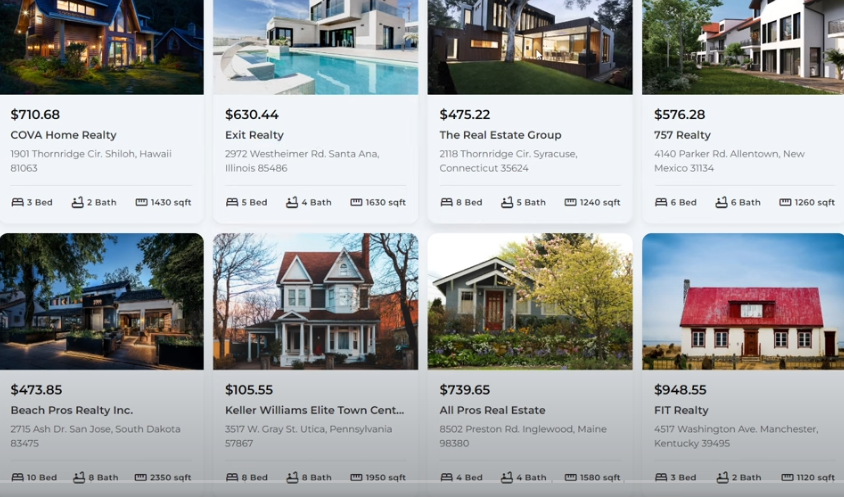 $710.68
COVA Home Realty
1901 Thornridge Cir. Shiloh, Hawaii
81063
3 Bed 2 Bath 1430 sqft
$630.44
Exit Realty
2972 Westheimer Rd. Santa Ana,
Illinois 85486
5 Bed 4 Bath 1630 sqft
$475.22
The Real Estate Group
2118 Thornridge Cir. Syracuse,
Connecticut 35624
8 Bed 5 Bath 1240 sqft
$576.28
757 Realty
4140 Parker Rd. Allentown, New
Mexico 31134
6 Bed 6 Bath 1260 sqft
$473.85
Beach Pros Realty Inc.
2715 Ash Dr. San Jose, South Dakota
83475
10 Bed 8 Bath 2350 sqft
$105.55
Keller Williams Elite Town Cent...
3517 W. Gray St. Utica, Pennsylvania
57867
8 Bed 8 Bath 1950 sqft
$739.65
All Pros Real Estate
8502 Preston Rd. Inglewood, Maine
98380
4 Bed 4 Bath 1580 sqft
$948.55
FIT Realty
4517 Washington Ave. Manchester,
Kentucky 39495
3 Bed 2 Bath 1120 sqft